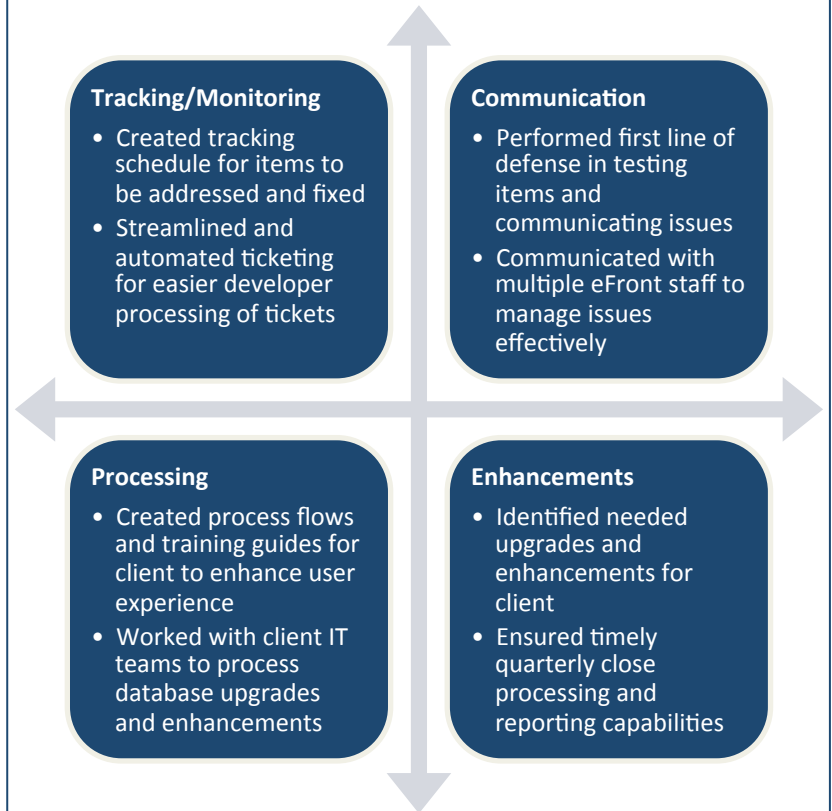 Tracking/Monitoring
• Created tracking
schedule for items to
be addressed and fixed
• Streamlined and
automated ticketing
for easier developer
processing of tickets
Communication
• Performed first line of
defense in testing
items and
communicating issues
• Communicated with
multiple eFront staff to
manage issues
effectively
Processing
• Created process flows
and training guides for
client to enhance user
experience
• Worked with client IT
teams to process
database upgrades
and enhancements
Enhancements
• Identified needed
upgrades and
enhancements for
client
• Ensured timely
quarterly close
processing and
reporting capabilities